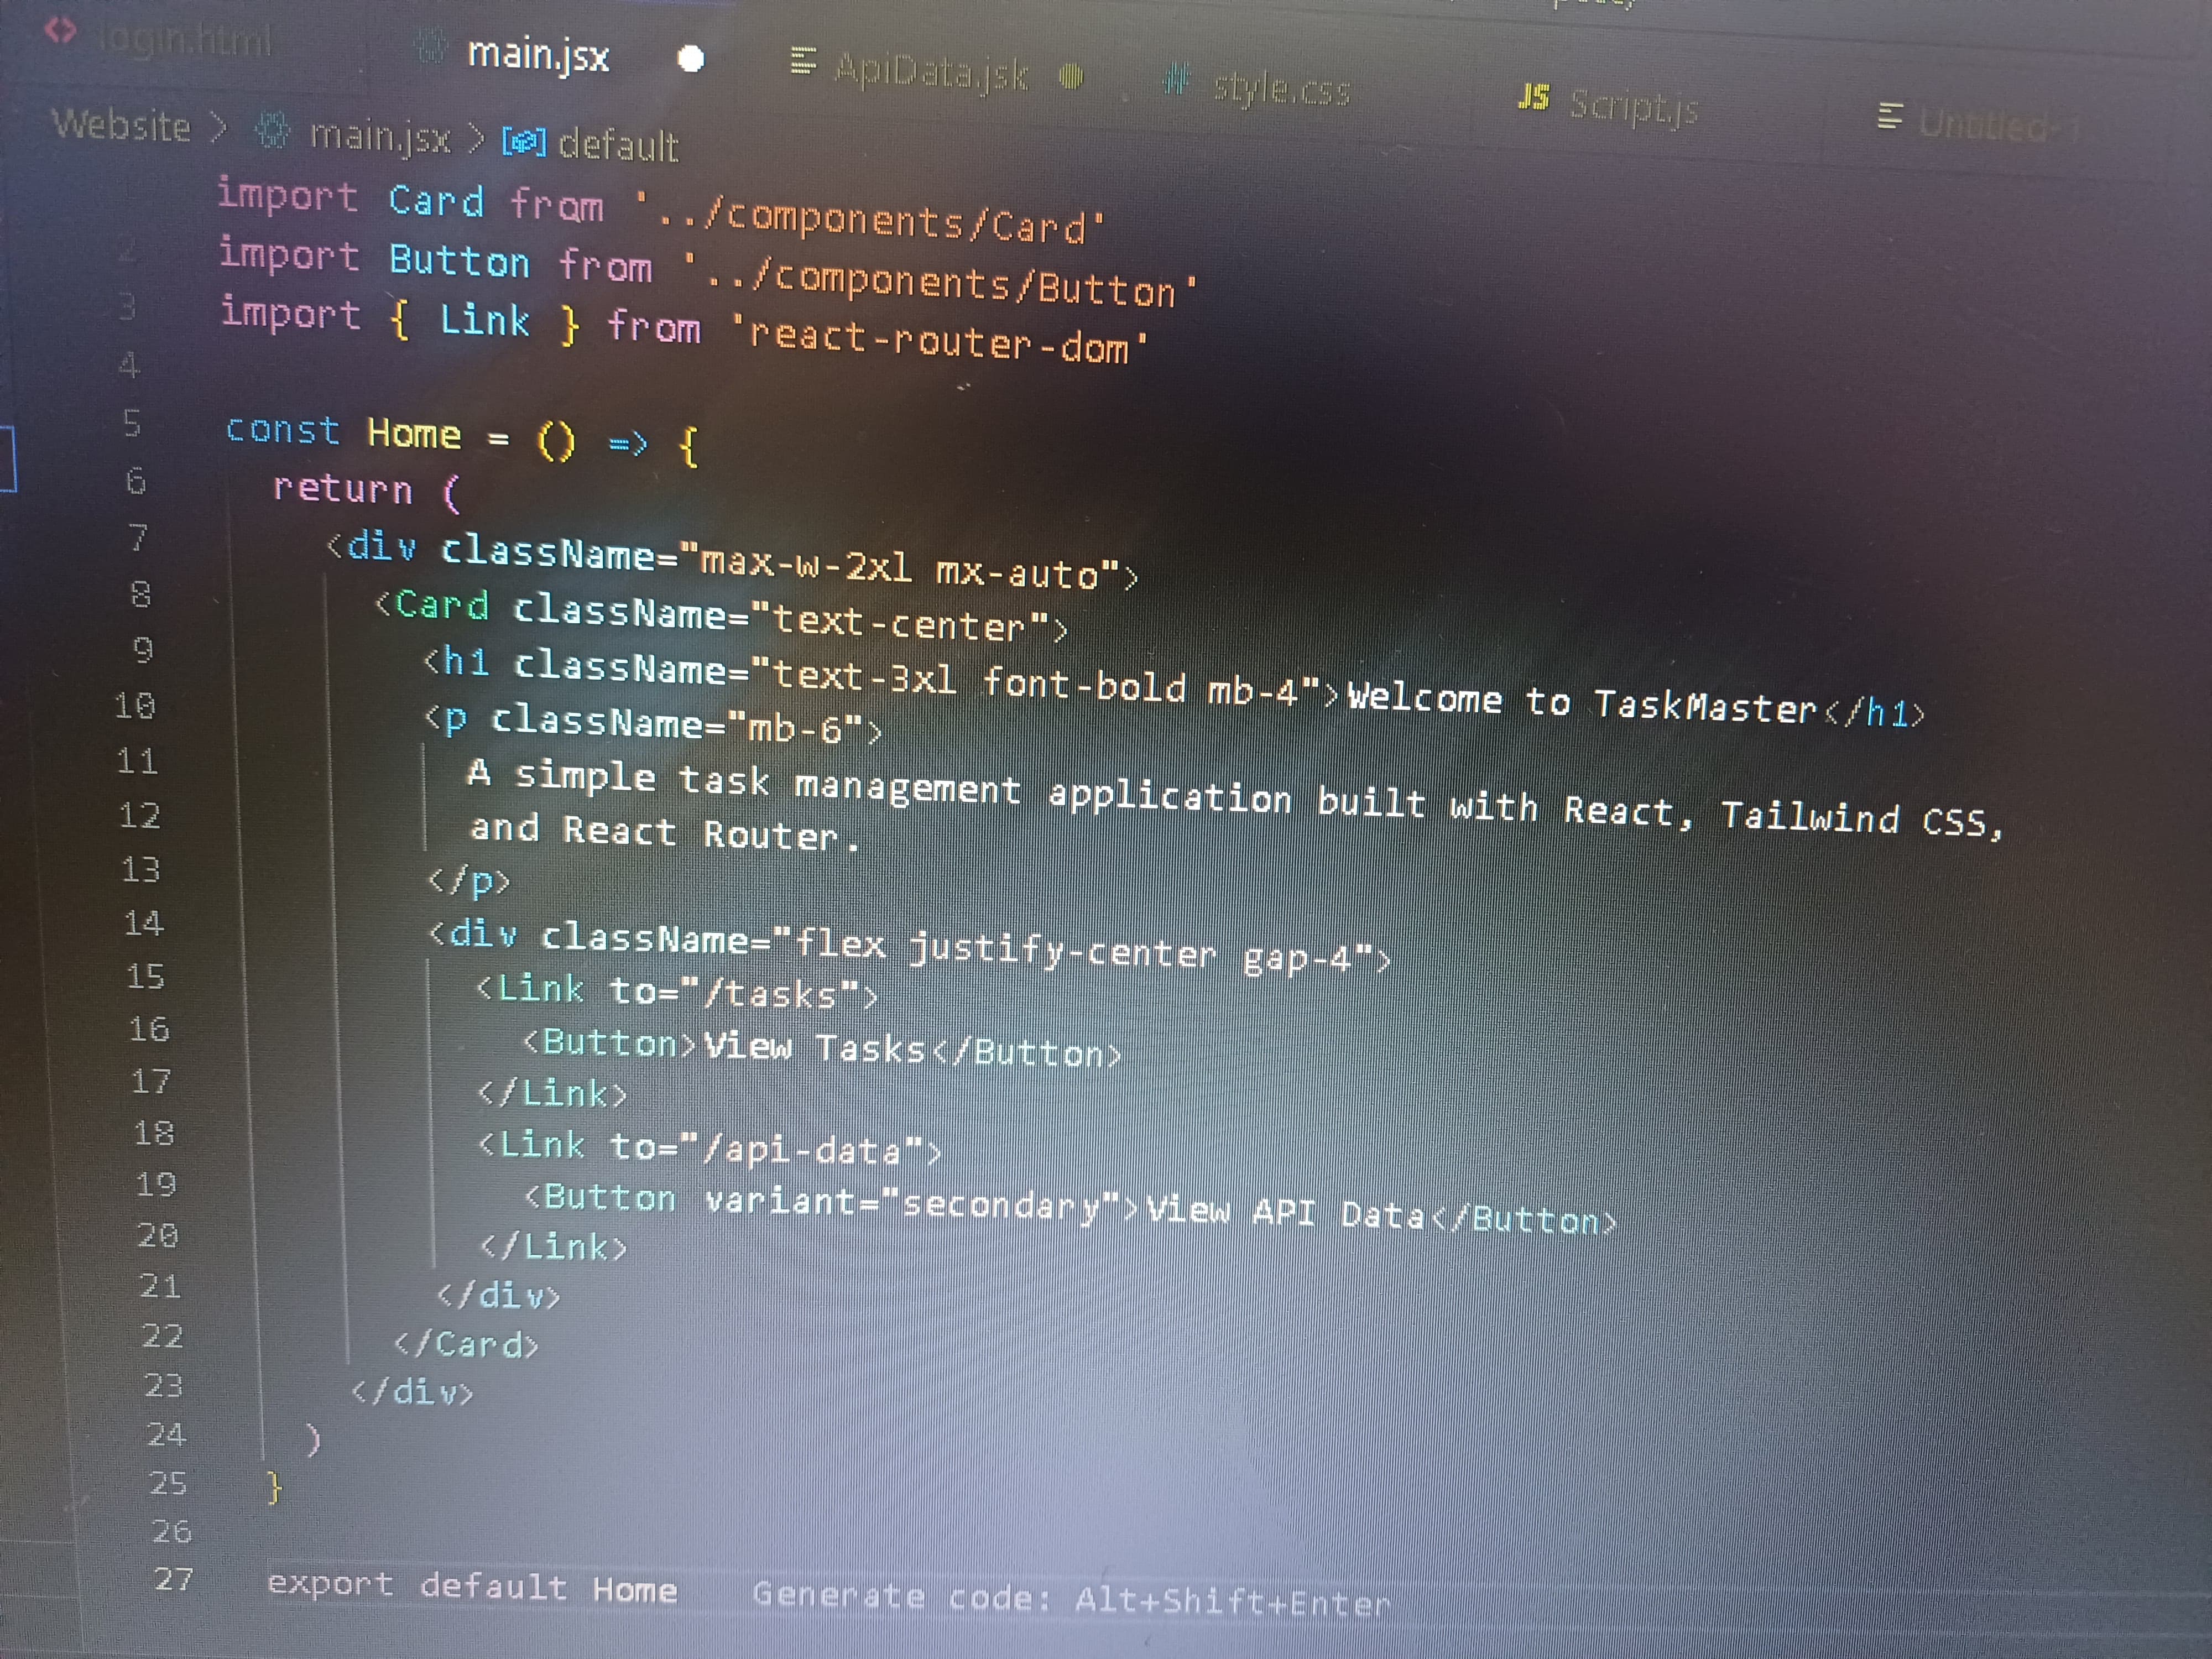 login.html main.jsx ApiData.jsk style.css JS Script.js Untitled-1
Website > main.jsx > default
import Card from '../components/Card'
2 import Button from '../components/Button'
3 import { Link } from 'react-router-dom'
4
5 const Home = () => {
6 return (
7 <div className="max-w-2xl mx-auto">
8 <Card className="text-center">
9 <h1 className="text-3xl font-bold mb-4">Welcome to TaskMaster</h1>
10 <p className="mb-6">
11 A simple task management application built with React, Tailwind CSS,
12 and React Router.
13 </p>
14 <div className="flex justify-center gap-4">
15 <Link to="/tasks">
16 <Button>View Tasks</Button>
17 </Link>
18 <Link to="/api-data">
19 <Button variant="secondary">View API Data</Button>
20 </Link>
21 </div>
22 </Card>
23 </div>
24 )
25 }
26
27 export default Home Generate code: Alt+Shift+Enter